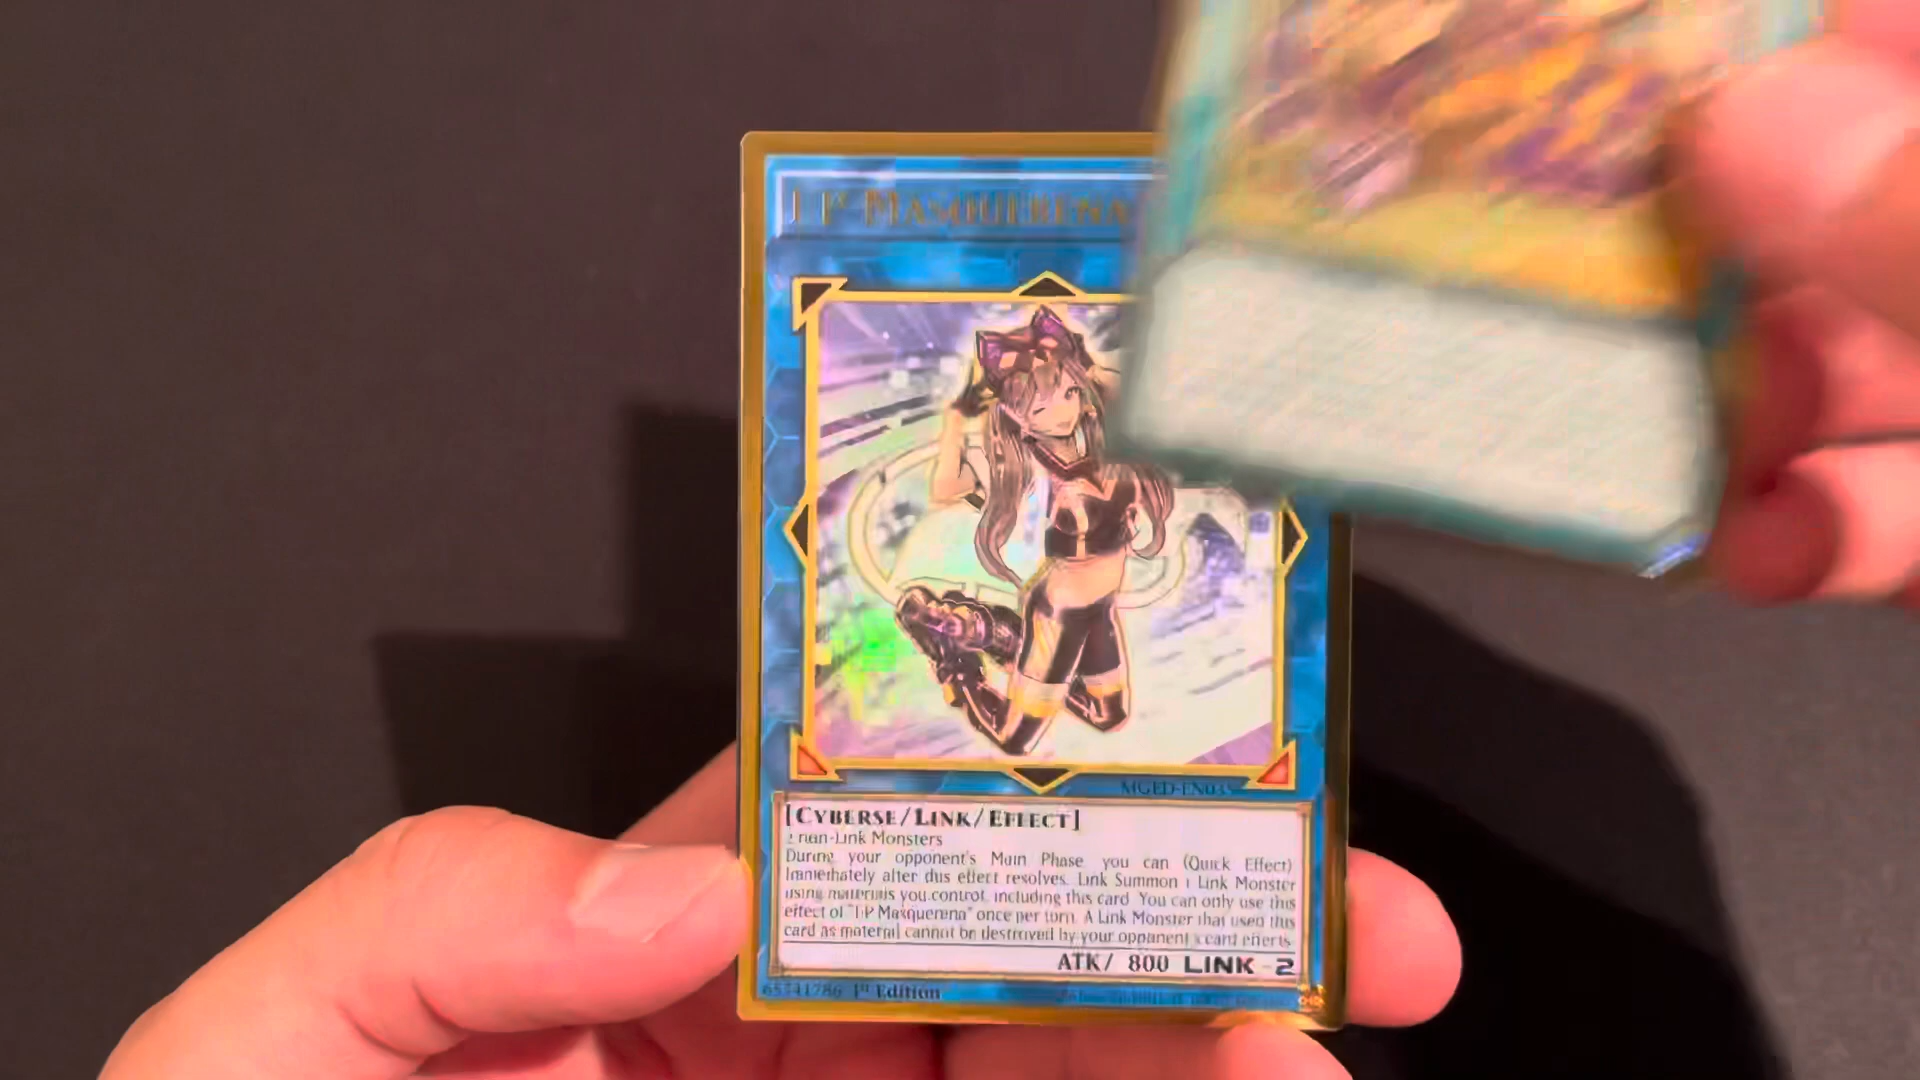 I:P MASQUERENA
MGED-EN035
[CYBERSE/LINK/EFFECT]
2 non-Link Monsters
During your opponent's Main Phase, you can (Quick Effect)
Immediately after this effect resolves, Link Summon 1 Link Monster
using materials you control, including this card. You can only use this
effect of "I:P Masquerena" once per turn. A Link Monster that used this
card as material cannot be destroyed by your opponent's card effects.
ATK/ 800 LINK-2
65741786 1st Edition